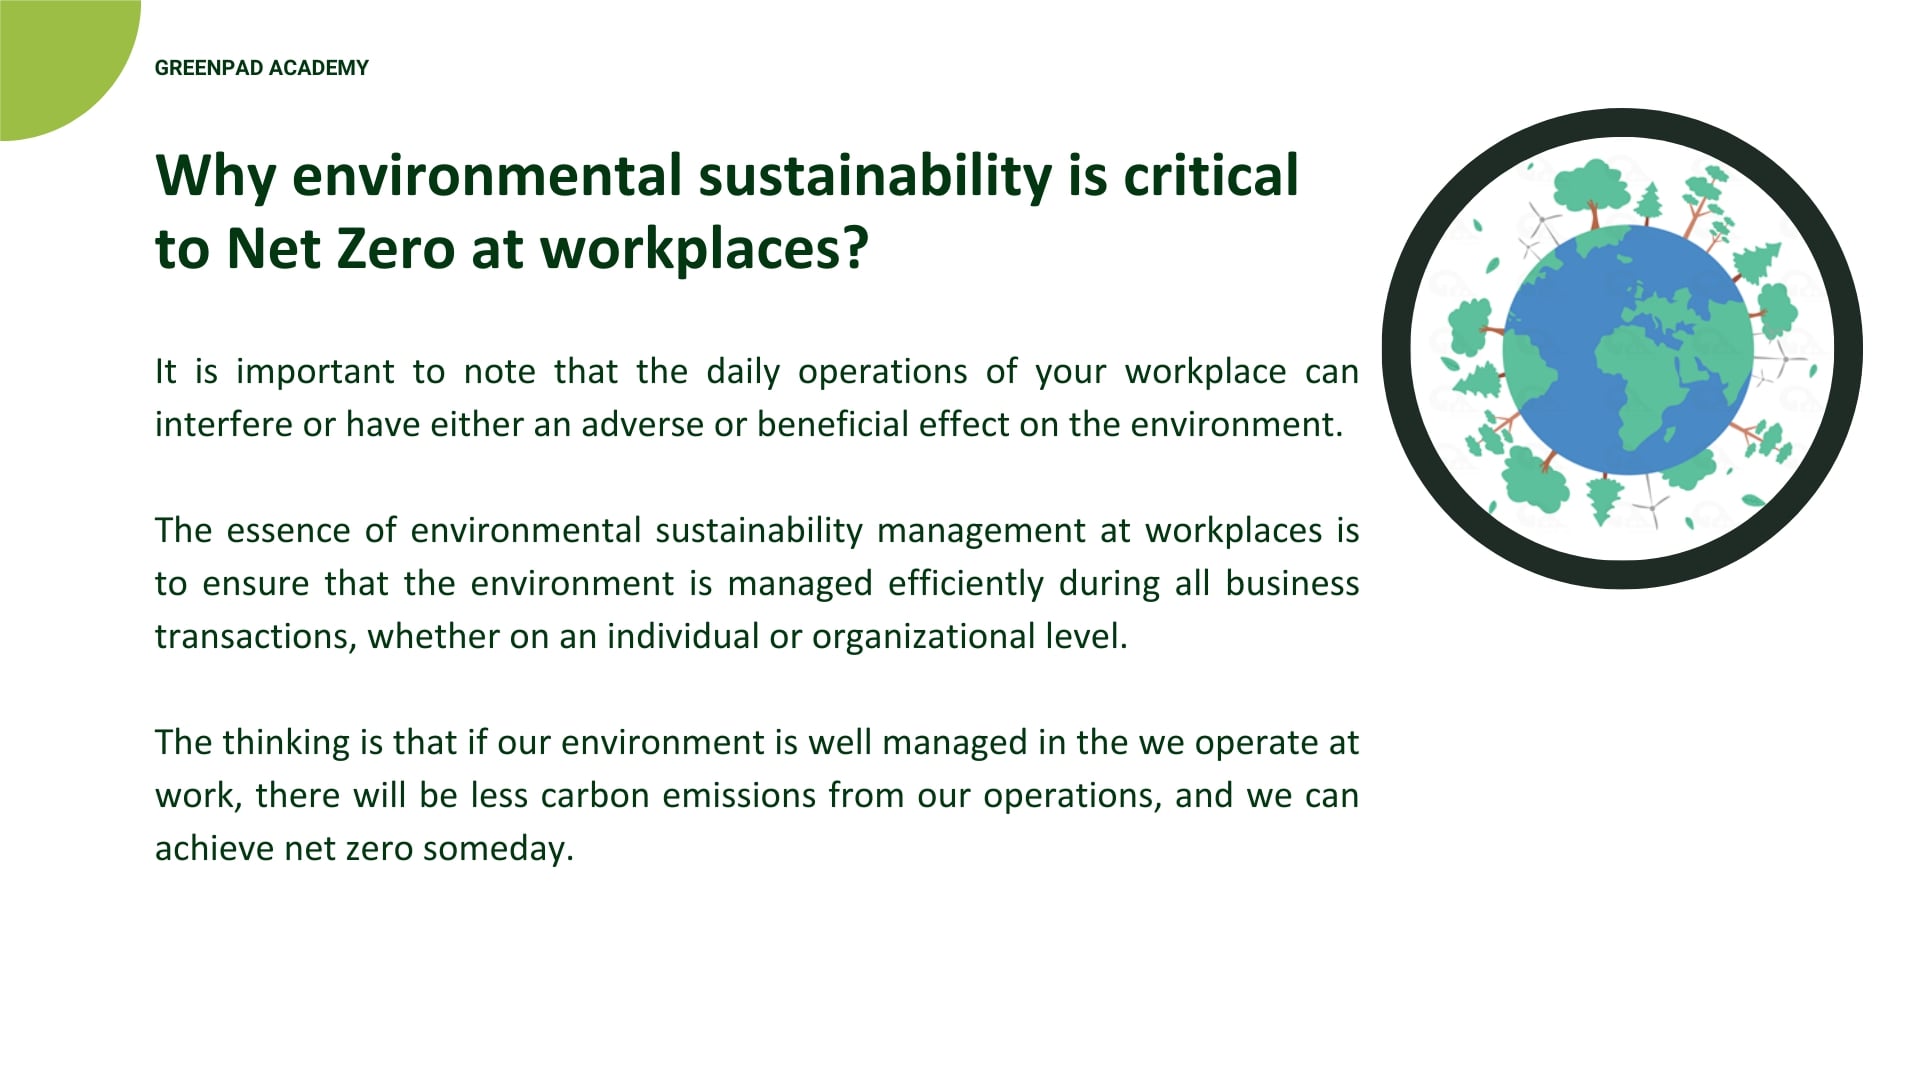 GREENPAD ACADEMY
Why environmental sustainability is critical
to Net Zero at workplaces?
It is important to note that the daily operations of your workplace can
interfere or have either an adverse or beneficial effect on the environment.
The essence of environmental sustainability management at workplaces is
to ensure that the environment is managed efficiently during all business
transactions, whether on an individual or organizational level.
The thinking is that if our environment is well managed in the we operate at
work, there will be less carbon emissions from our operations, and we can
achieve net zero someday.